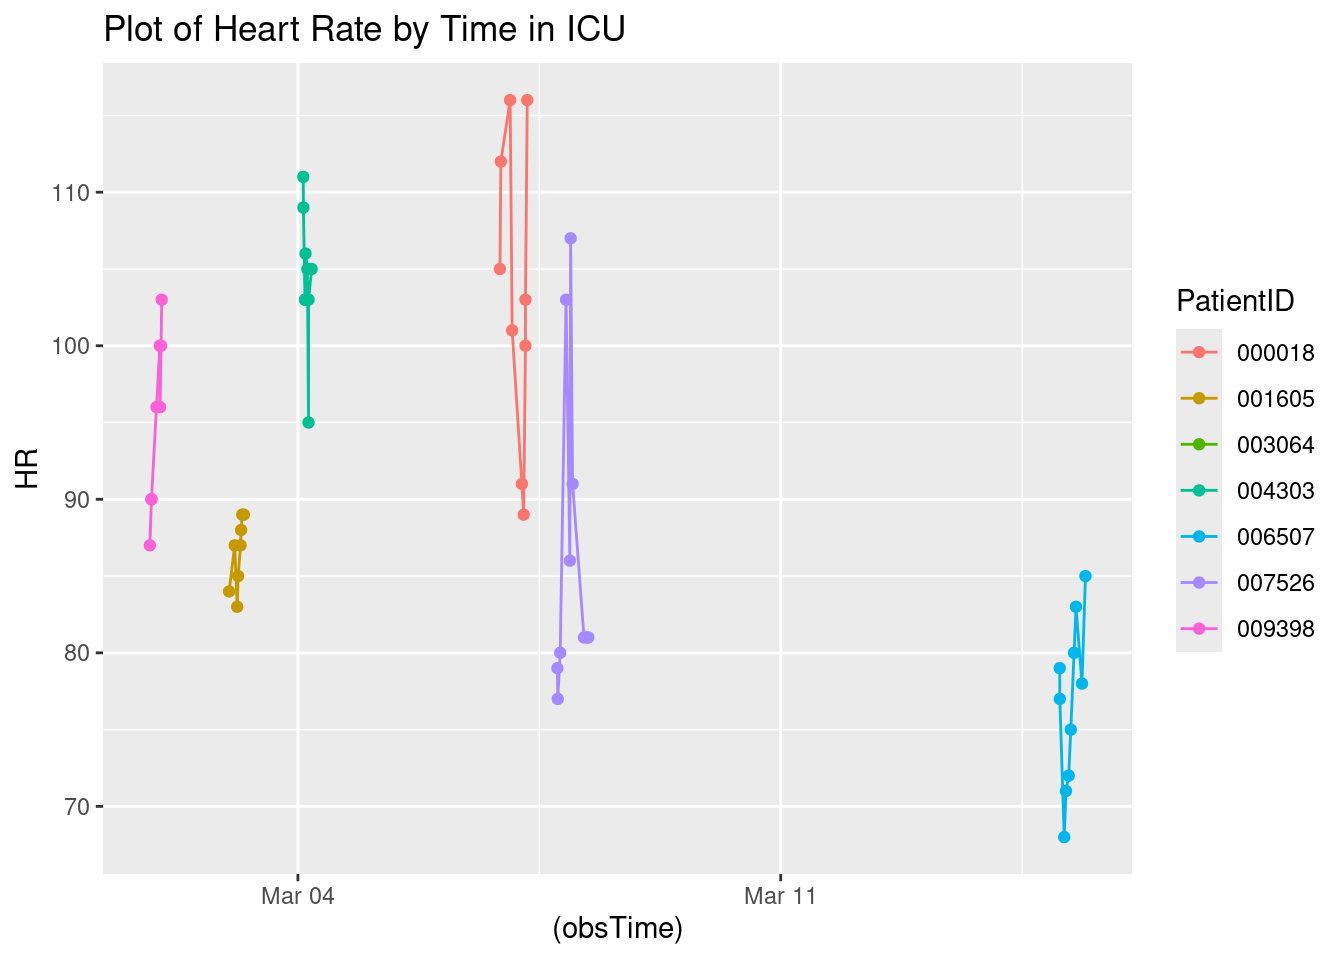 Plot of Heart Rate by Time in ICU
HR
110
100
90
80
70
Mar 04
Mar 11
(obsTime)
PatientID
000018
001605
003064
004303
006507
007526
009398